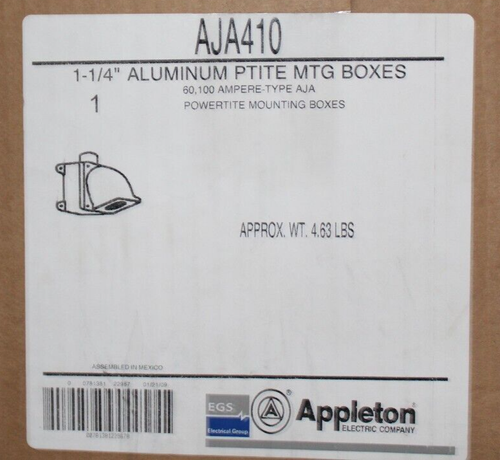 AJA410
1-1/4" ALUMINUM PTITE MTG BOXES
60,100 AMPERE-TYPE AJA
1
POWERTITE MOUNTING BOXES
APPROX. WT. 4.63 LBS
ASSEMBLED IN MEXICO
EGS
Electrical Group
A
Appleton
ELECTRIC COMPANY